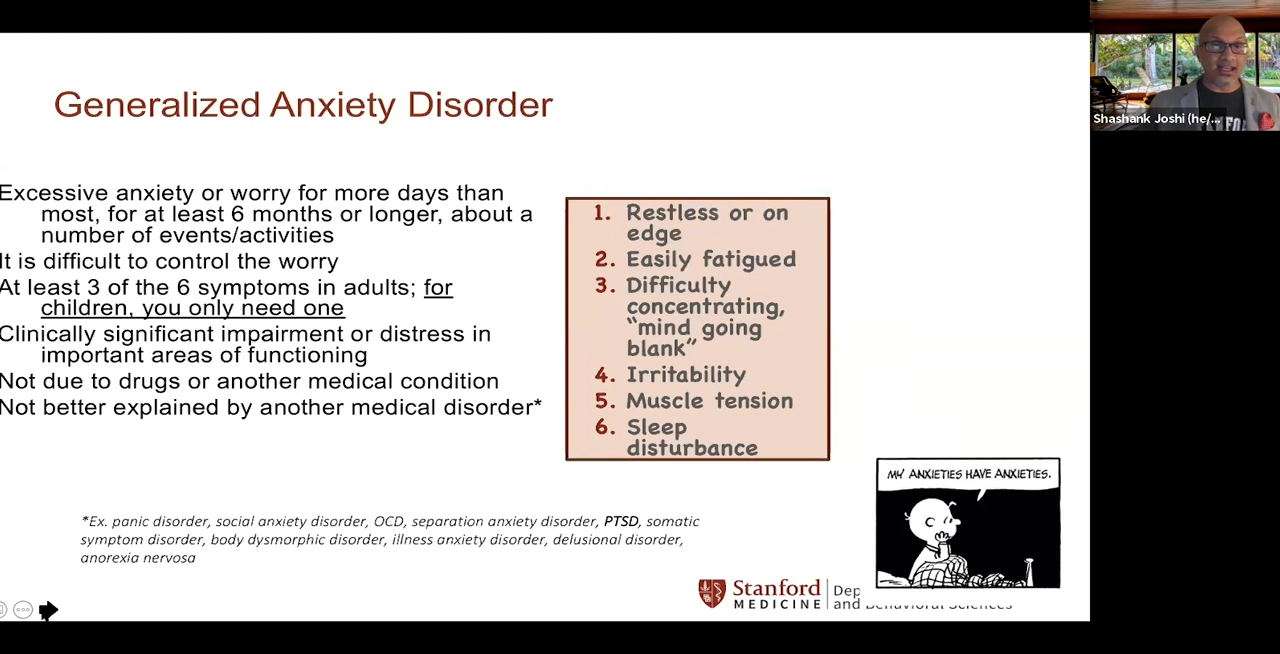 Generalized Anxiety Disorder
Excessive anxiety or worry for more days than
most, for at least 6 months or longer, about a
number of events/activities
It is difficult to control the worry
At least 3 of the 6 symptoms in adults; for
children, you only need one
Clinically significant impairment or distress in
important areas of functioning
Not due to drugs or another medical condition
Not better explained by another medical disorder*
1. Restless or on
edge
2. Easily fatigued
3. Difficulty
concentrating,
“mind going
blank”
4. Irritability
5. Muscle tension
6. Sleep
disturbance
*Ex. panic disorder, social anxiety disorder, OCD, separation anxiety disorder, PTSD, somatic
symptom disorder, body dysmorphic disorder, illness anxiety disorder, delusional disorder,
anorexia nervosa
MY ANXIETIES HAVE ANXIETIES.
Stanford
MEDICINE
Dep
and Behavioral Sciences
Shashank Joshi (he/...